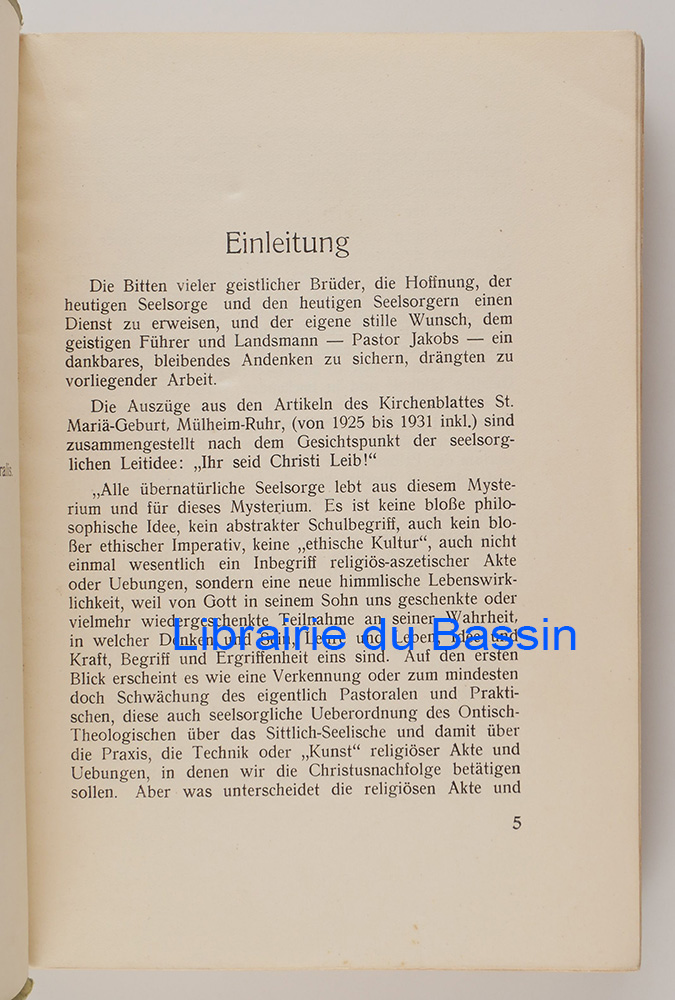 Einleitung
Die Bitten vieler geistlicher Brüder, die Hoffnung, der
heutigen Seelsorge und den heutigen Seelsorgern einen
Dienst zu erweisen, und der eigene stille Wunsch, dem
geistigen Führer und Landsmann — Pastor Jakobs — ein
dankbares, bleibendes Andenken zu sichern, drängten zu
vorliegender Arbeit.
Die Auszüge aus den Artikeln des Kirchenblattes St.
Mariä-Geburt, Mülheim-Ruhr, (von 1925 bis 1931 inkl.) sind
zusammengestellt nach dem Gesichtspunkt der seelsorg-
lichen Leitidee: „Ihr seid Christi Leib!“
„Alle übernatürliche Seelsorge lebt aus diesem Myste-
rium und für dieses Mysterium. Es ist keine bloße philo-
sophische Idee, kein abstrakter Schulbegriff, auch kein blo-
ßer ethischer Imperativ, keine „ethische Kultur“, auch nicht
einmal wesentlich ein Inbegriff religiös-aszetischer Akte
oder Uebungen, sondern eine neue himmlische Lebenswirk-
lichkeit, weil von Gott in seinem Sohn uns geschenkte oder
vielmehr wiedergeschenkte Teilnahme an seiner Wahrheit,
in welcher Denken und Sein, Lehre und Leben, Idee und
Kraft, Begriff und Ergriffenheit eins sind. Auf den ersten
Blick erscheint es wie eine Verkennung oder zum mindesten
doch Schwächung des eigentlich Pastoralen und Prakti-
schen, diese auch seelsorgliche Ueberordnung des Ontisch-
Theologischen über das Sittlich-Seelische und damit über
die Praxis, die Technik oder „Kunst“ religiöser Akte und
Uebungen, in denen wir die Christusnachfolge betätigen
sollen. Aber was unterscheidet die religiösen Akte und
5
Librairie du Bassin